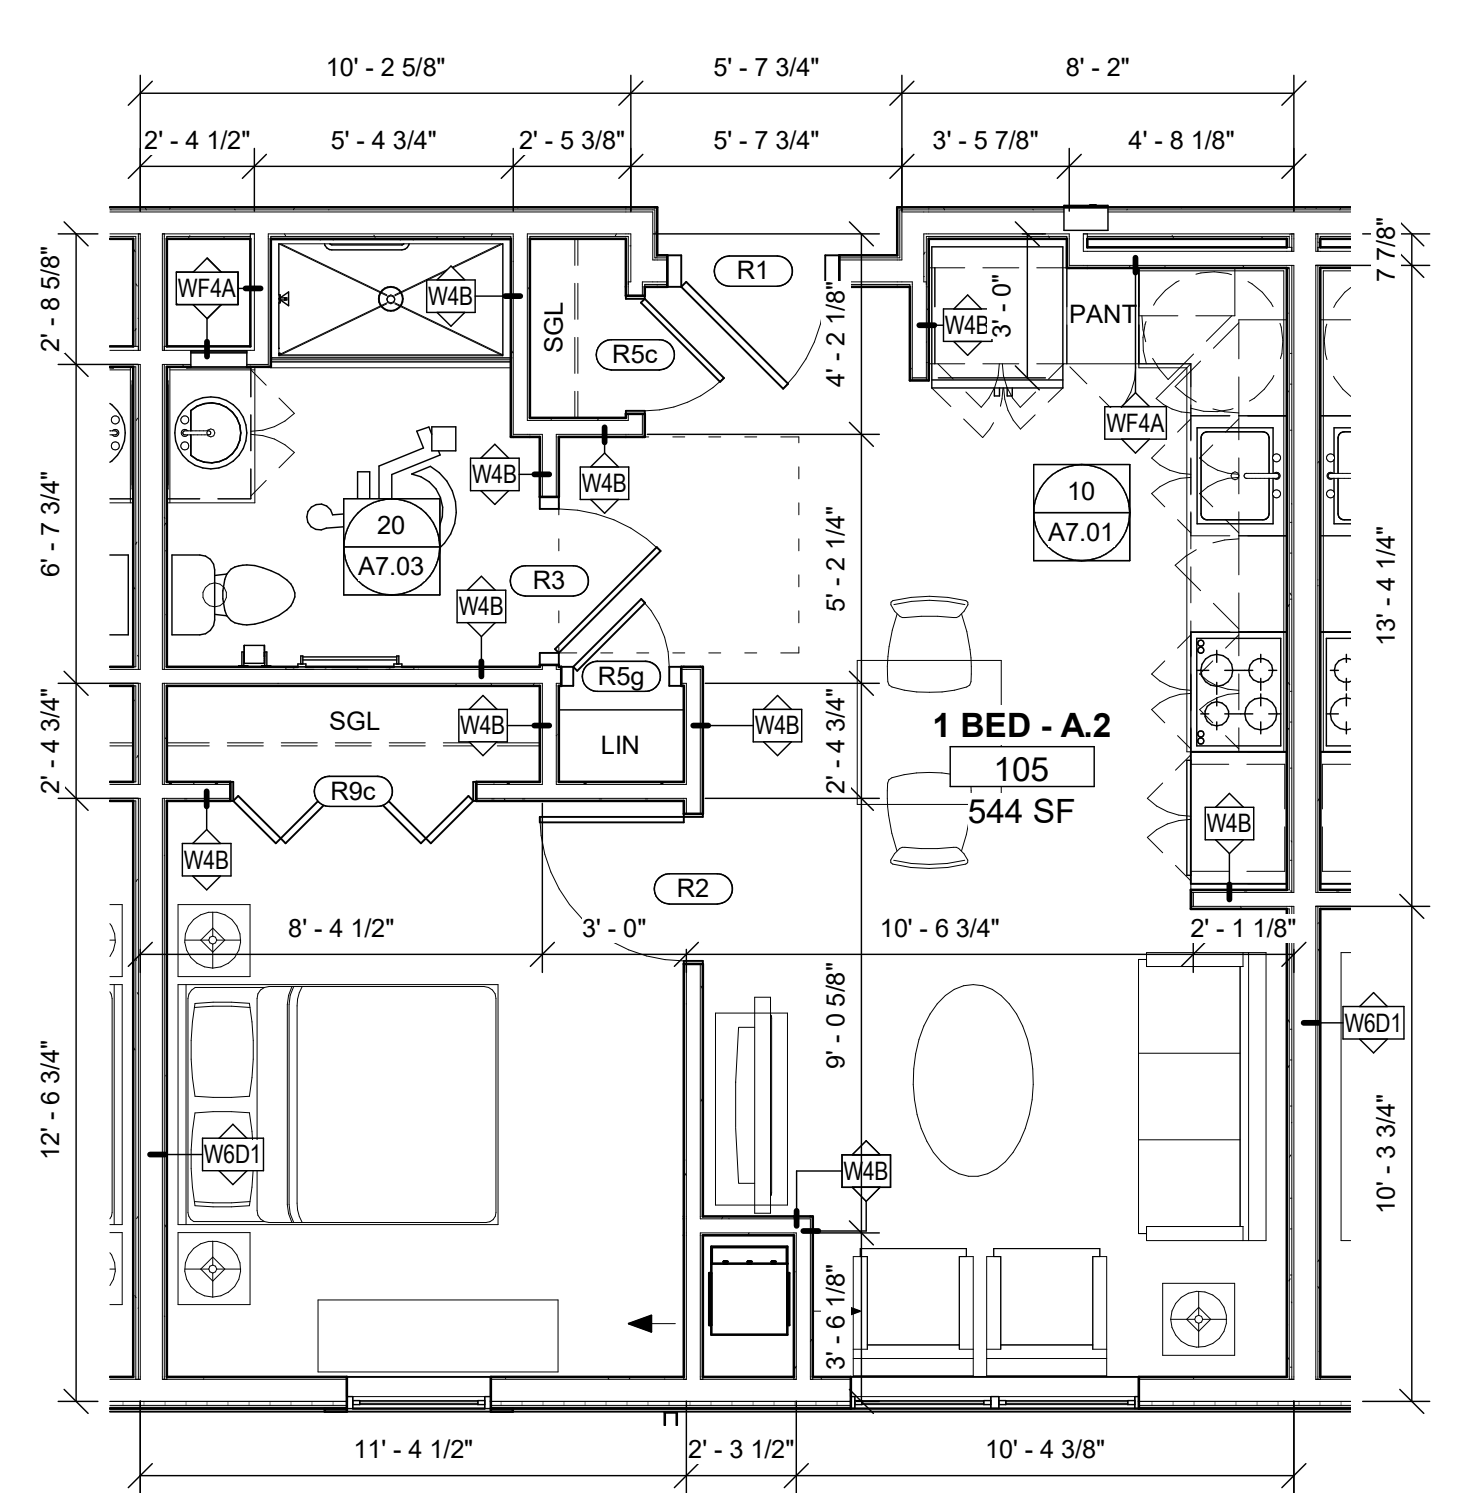 10' - 2 5/8"
5' - 7 3/4"
8' - 2"
2' - 4 1/2"
5' - 4 3/4"
2' - 5 3/8"
5' - 7 3/4"
3' - 5 7/8"
4' - 8 1/8"
2' - 8 5/8"
WF4A
W4B
SGL
R1
R5c
4' - 2 1/8"
W4B
3' - 0"
PANT
7 7/8"
WF4A
6' - 7 3/4"
W4B
W4B
20
A7.03
10
A7.01
R3
W4B
5' - 2 1/4"
13' - 4 1/4"
R5g
2' - 4 3/4"
SGL
W4B
LIN
W4B
2' - 4 3/4"
1 BED - A.2
105
544 SF
R9c
W4B
W4B
R2
8' - 4 1/2"
3' - 0"
10' - 6 3/4"
2' - 1 1/8"
12' - 6 3/4"
9' - 0 5/8"
W6D1
W6D1
W4B
10' - 3 3/4"
3' - 6 1/8"
11' - 4 1/2"
2' - 3 1/2"
10' - 4 3/8"